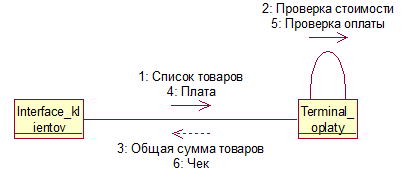 2: Проверка стоимости
5: Проверка оплаты
1: Список товаров
4: Плата
Interface_kl
ientov
Terminal_
oplaty
3: Общая сумма товаров
6: Чек